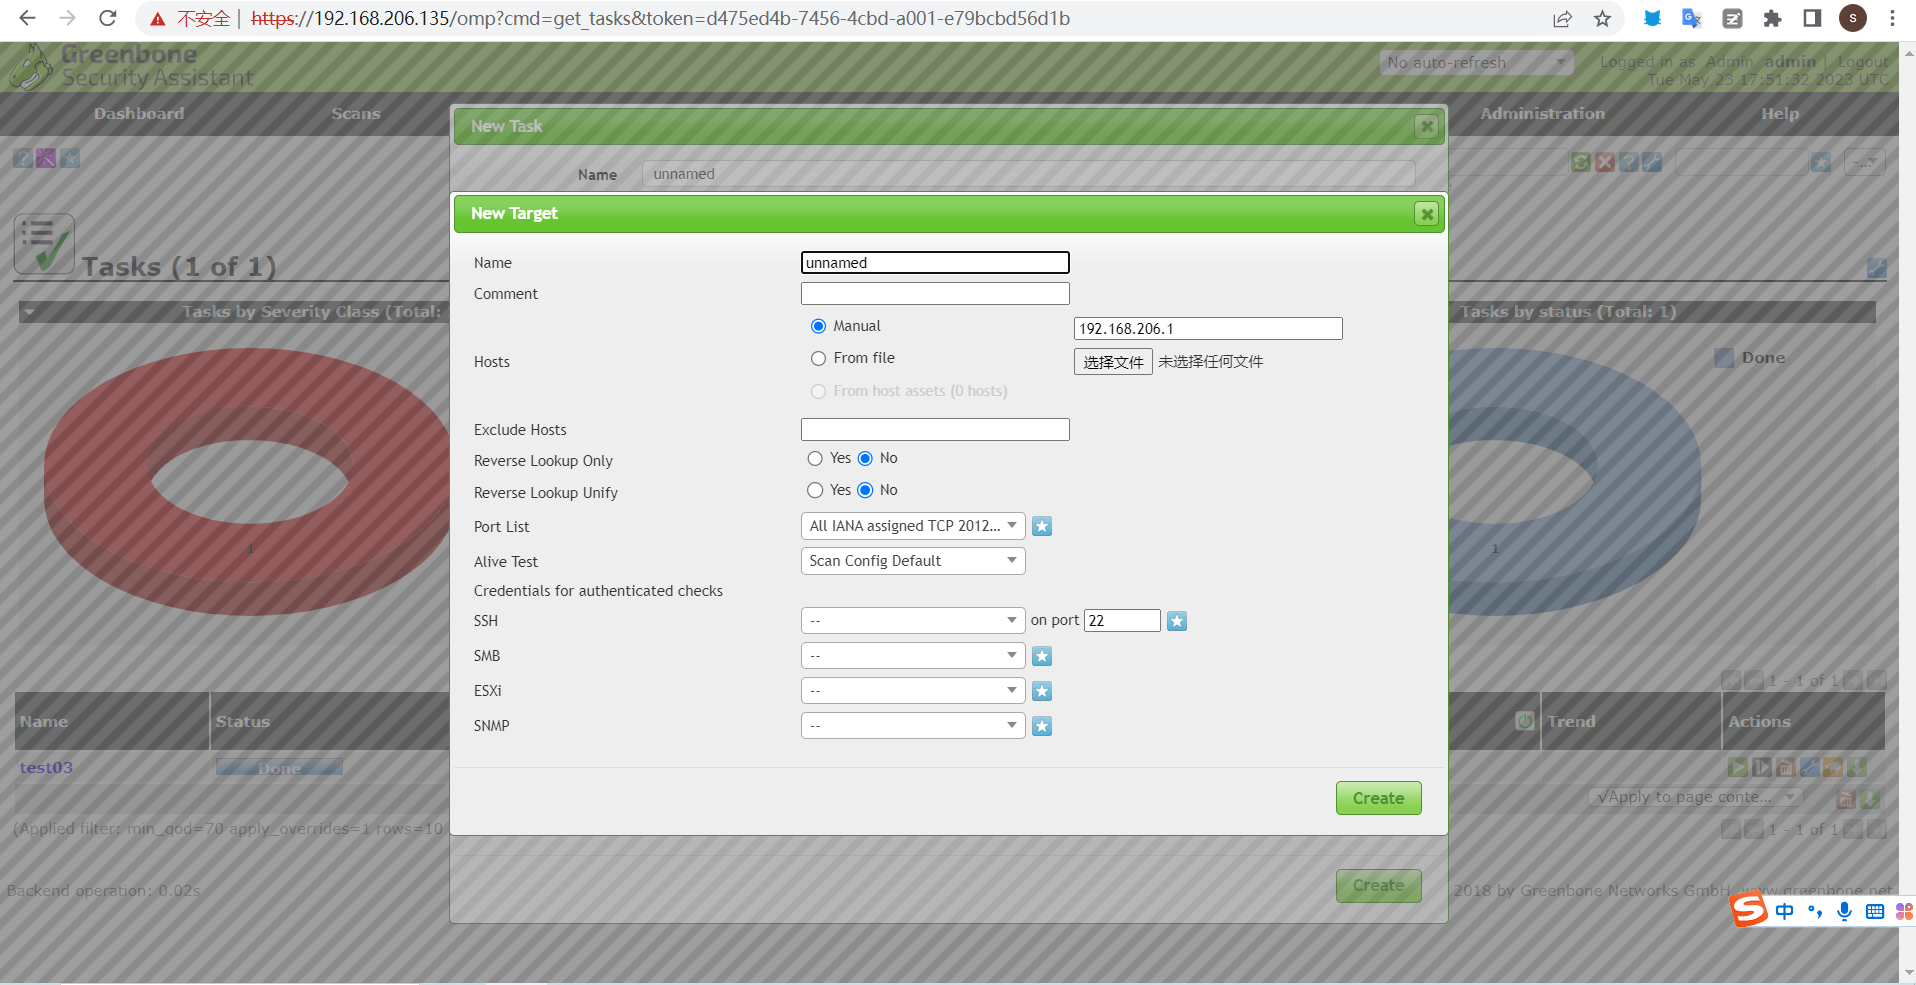 不安全 | https://192.168.206.135/omp?cmd=get_tasks&token=d475ed4b-7456-4cbd-a001-e79bcbd56d1b
S
Greenbone
Security Assistant
No auto-refresh
Logged in as Admin admin | Logout
Tue May 23 17:51:32 2023 UTC
Dashboard
Scans
Administration
Help
New Task
Name
unnamed
New Target
Tasks (1 of 1)
Name
unnamed
Comment
Manual
192.168.206.1
Hosts
From file
选择文件 未选择任何文件
From host assets (0 hosts)
Exclude Hosts
Reverse Lookup Only
Yes
No
Reverse Lookup Unify
Yes
No
Port List
All IANA assigned TCP 2012...
Alive Test
Scan Config Default
Credentials for authenticated checks
SSH
--
on port
22
SMB
--
ESXi
--
SNMP
--
Create
Tasks by Severity Class (Total:
1
Tasks by status (Total: 1)
Done
1
1 - 1 of 1
Name
Status
Trend
Actions
test03
Done
√Apply to page conte...
(Applied filter: min_qod=70 apply_overrides=1 rows=10
1 - 1 of 1
Create
Backend operation: 0.02s
2018 by Greenbone Networks GmbH, www.greenbone.net
S 中